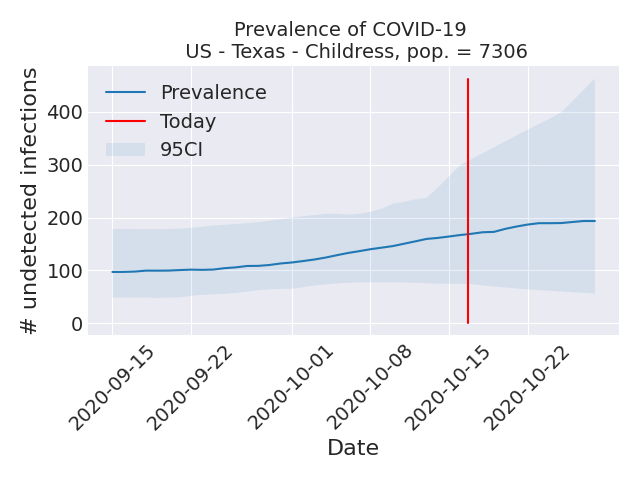 Prevalence of COVID-19
US - Texas - Childress, pop. = 7306
# undetected infections
400
300
200
100
0
Prevalence
Today
95CI
2020-09-15
2020-09-22
2020-10-01
2020-10-08
2020-10-15
2020-10-22
Date